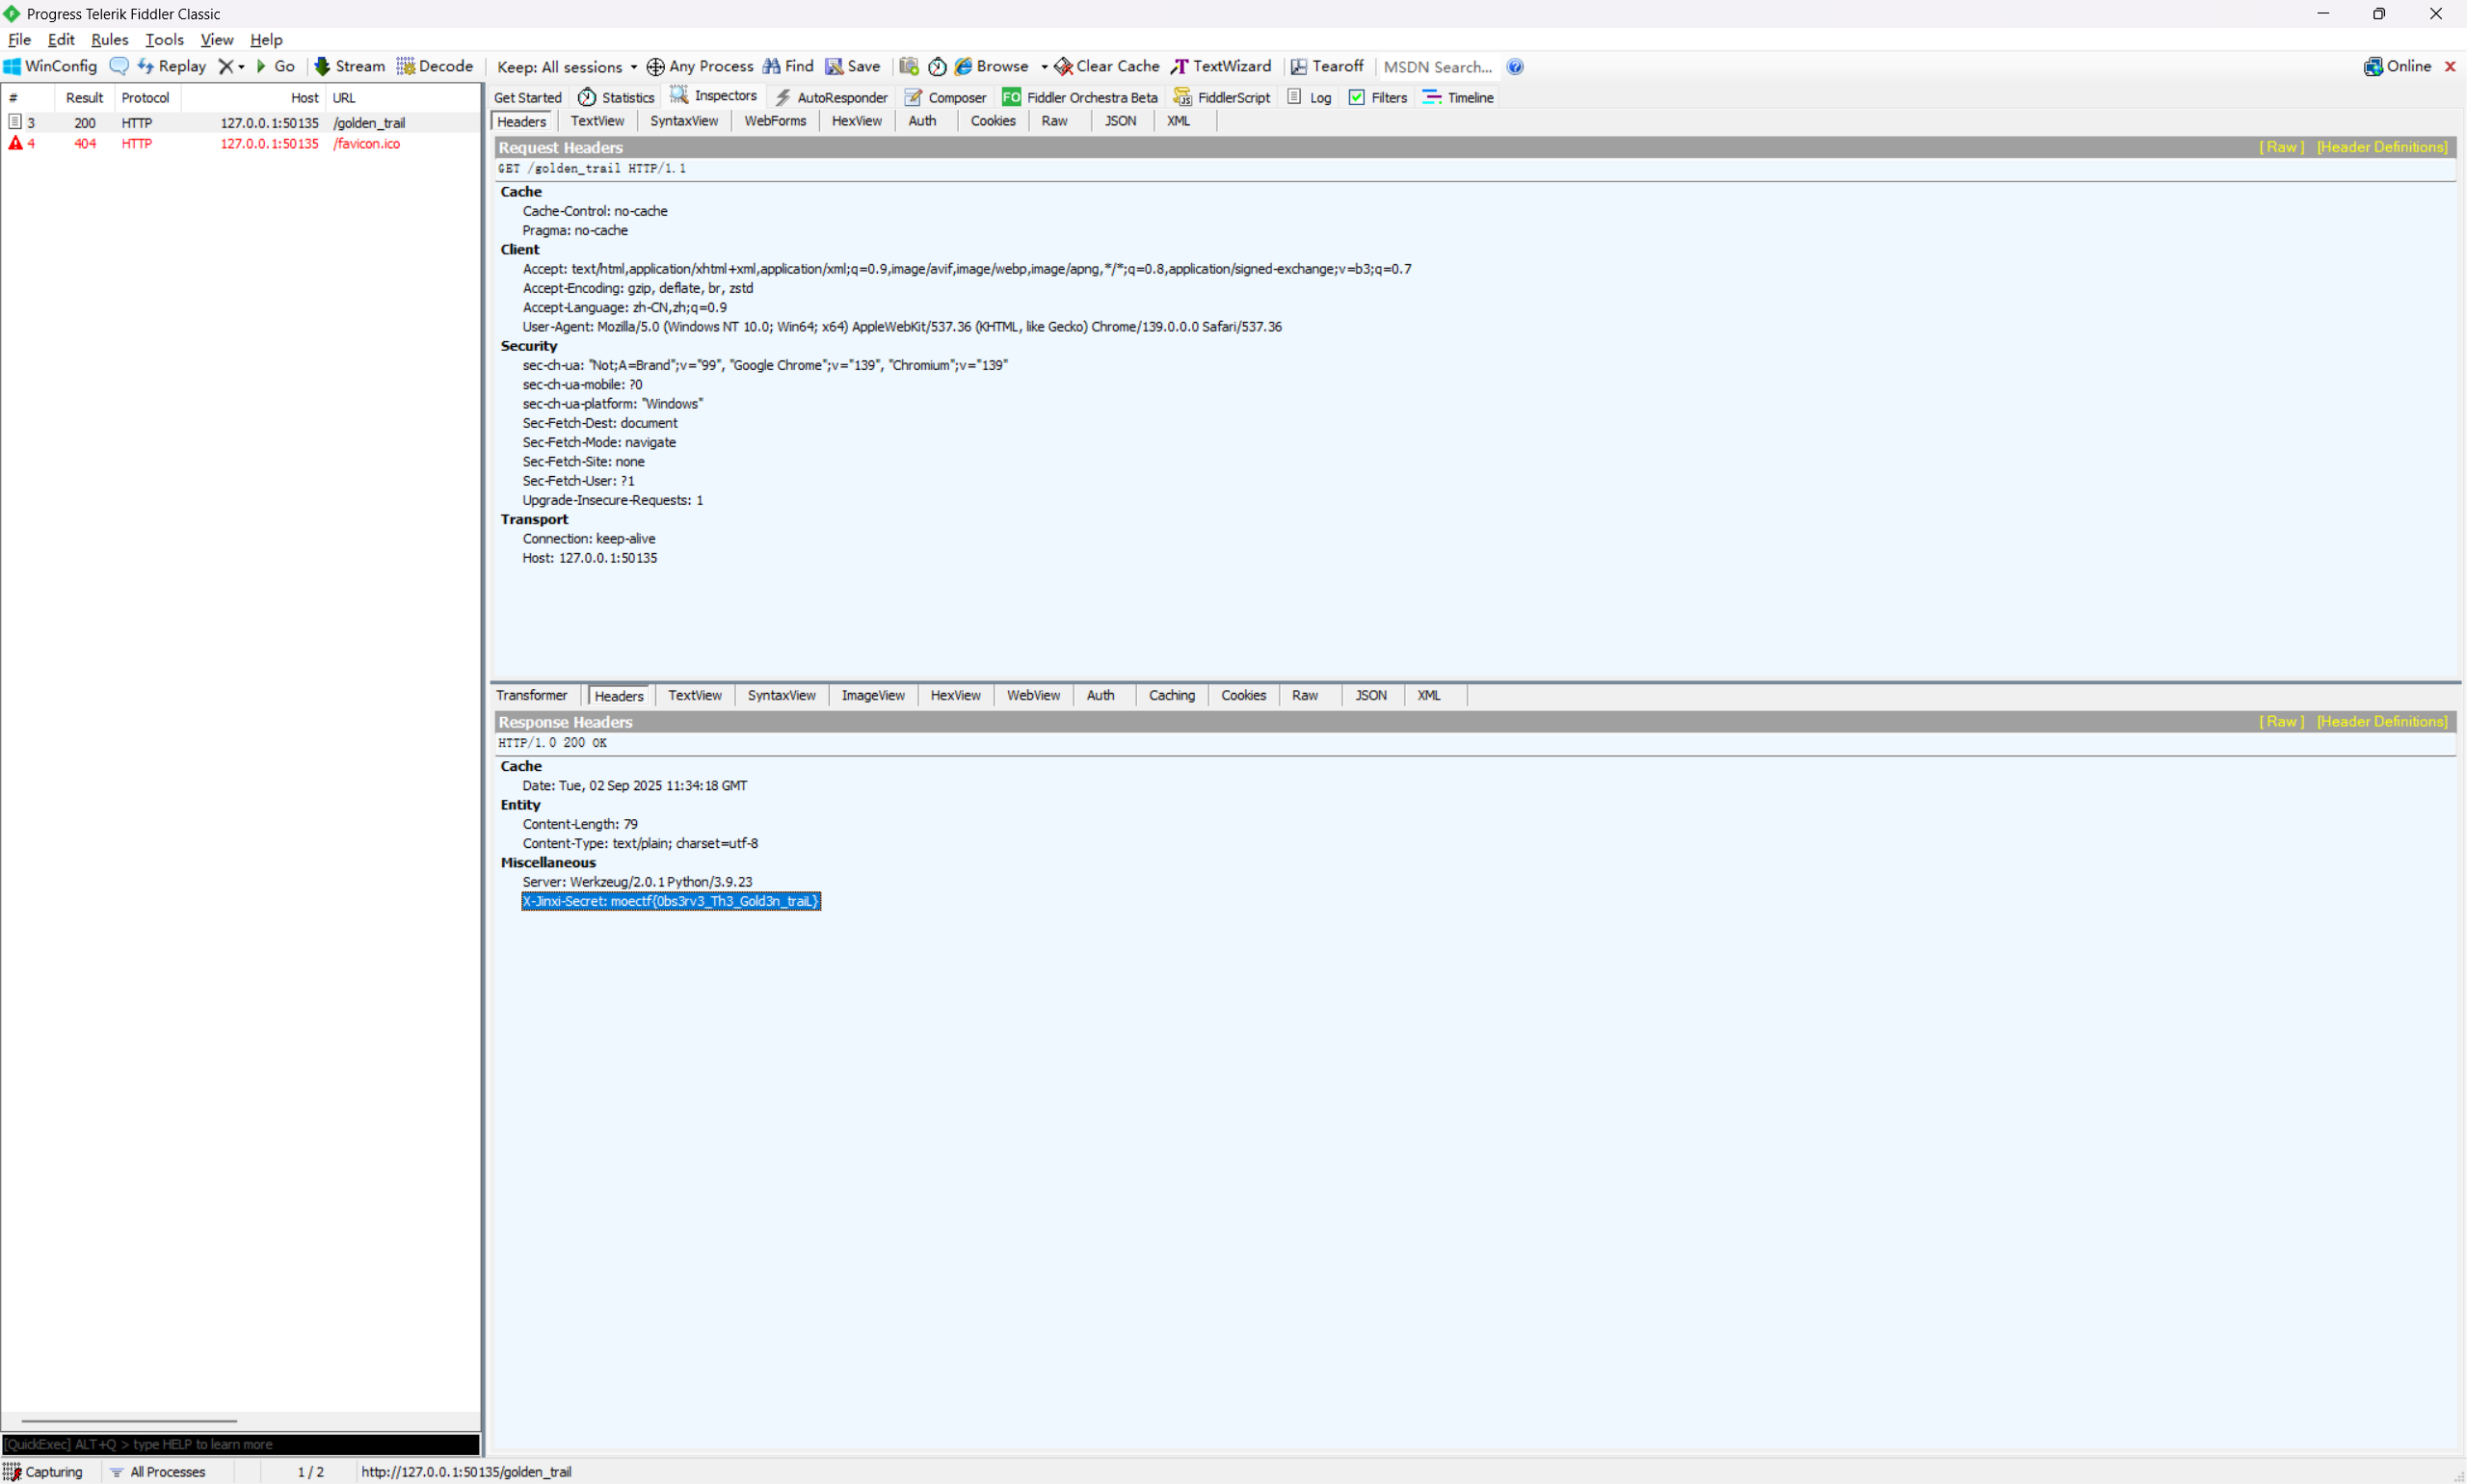 Progress Telerik Fiddler Classic
File Edit Rules Tools View Help
WinConfig Replay Go Stream Decode Keep: All sessions Any Process Find Save Browse Clear Cache TextWizard Tearoff MSDN Search... Online
# Result Protocol Host URL
3 200 HTTP 127.0.0.1:50135 /golden_trail
4 404 HTTP 127.0.0.1:50135 /favicon.ico
Get Started Statistics Inspectors AutoResponder Composer FO Fiddler Orchestra Beta FiddlerScript Log Filters Timeline
Headers TextView SyntaxView WebForms HexView Auth Cookies Raw JSON XML
Request Headers [ Raw ] [Header Definitions]
GET /golden_trail HTTP/1.1
Cache
Cache-Control: no-cache
Pragma: no-cache
Client
Accept: text/html,application/xhtml+xml,application/xml;q=0.9,image/avif,image/webp,image/apng,*/*;q=0.8,application/signed-exchange;v=b3;q=0.7
Accept-Encoding: gzip, deflate, br, zstd
Accept-Language: zh-CN,zh;q=0.9
User-Agent: Mozilla/5.0 (Windows NT 10.0; Win64; x64) AppleWebKit/537.36 (KHTML, like Gecko) Chrome/139.0.0.0 Safari/537.36
Security
sec-ch-ua: "Not;A=Brand";v="99", "Google Chrome";v="139", "Chromium";v="139"
sec-ch-ua-mobile: ?0
sec-ch-ua-platform: "Windows"
Sec-Fetch-Dest: document
Sec-Fetch-Mode: navigate
Sec-Fetch-Site: none
Sec-Fetch-User: ?1
Upgrade-Insecure-Requests: 1
Transport
Connection: keep-alive
Host: 127.0.0.1:50135
Transformer Headers TextView SyntaxView ImageView HexView WebView Auth Caching Cookies Raw JSON XML
Response Headers [ Raw ] [Header Definitions]
HTTP/1.0 200 OK
Cache
Date: Tue, 02 Sep 2025 11:34:18 GMT
Entity
Content-Length: 79
Content-Type: text/plain; charset=utf-8
Miscellaneous
Server: Werkzeug/2.0.1 Python/3.9.23
X-Jinxi-Secret: moectf{0bs3rv3_Th3_Gold3n_traiL}
[QuickExec] ALT+Q > type HELP to learn more
Capturing All Processes 1 / 2 http://127.0.0.1:50135/golden_trail